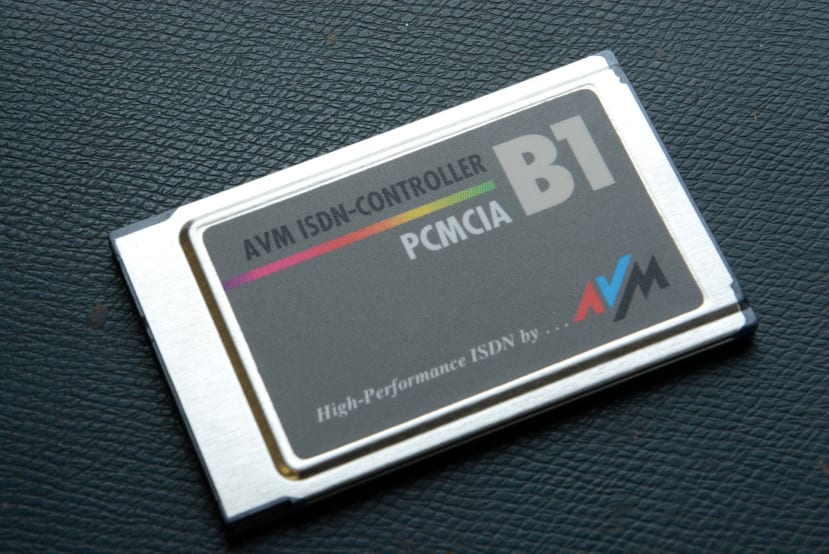 AVM ISDN-CONTROLLER B1
PCMCIA
High-Performance ISDN by ... AVM